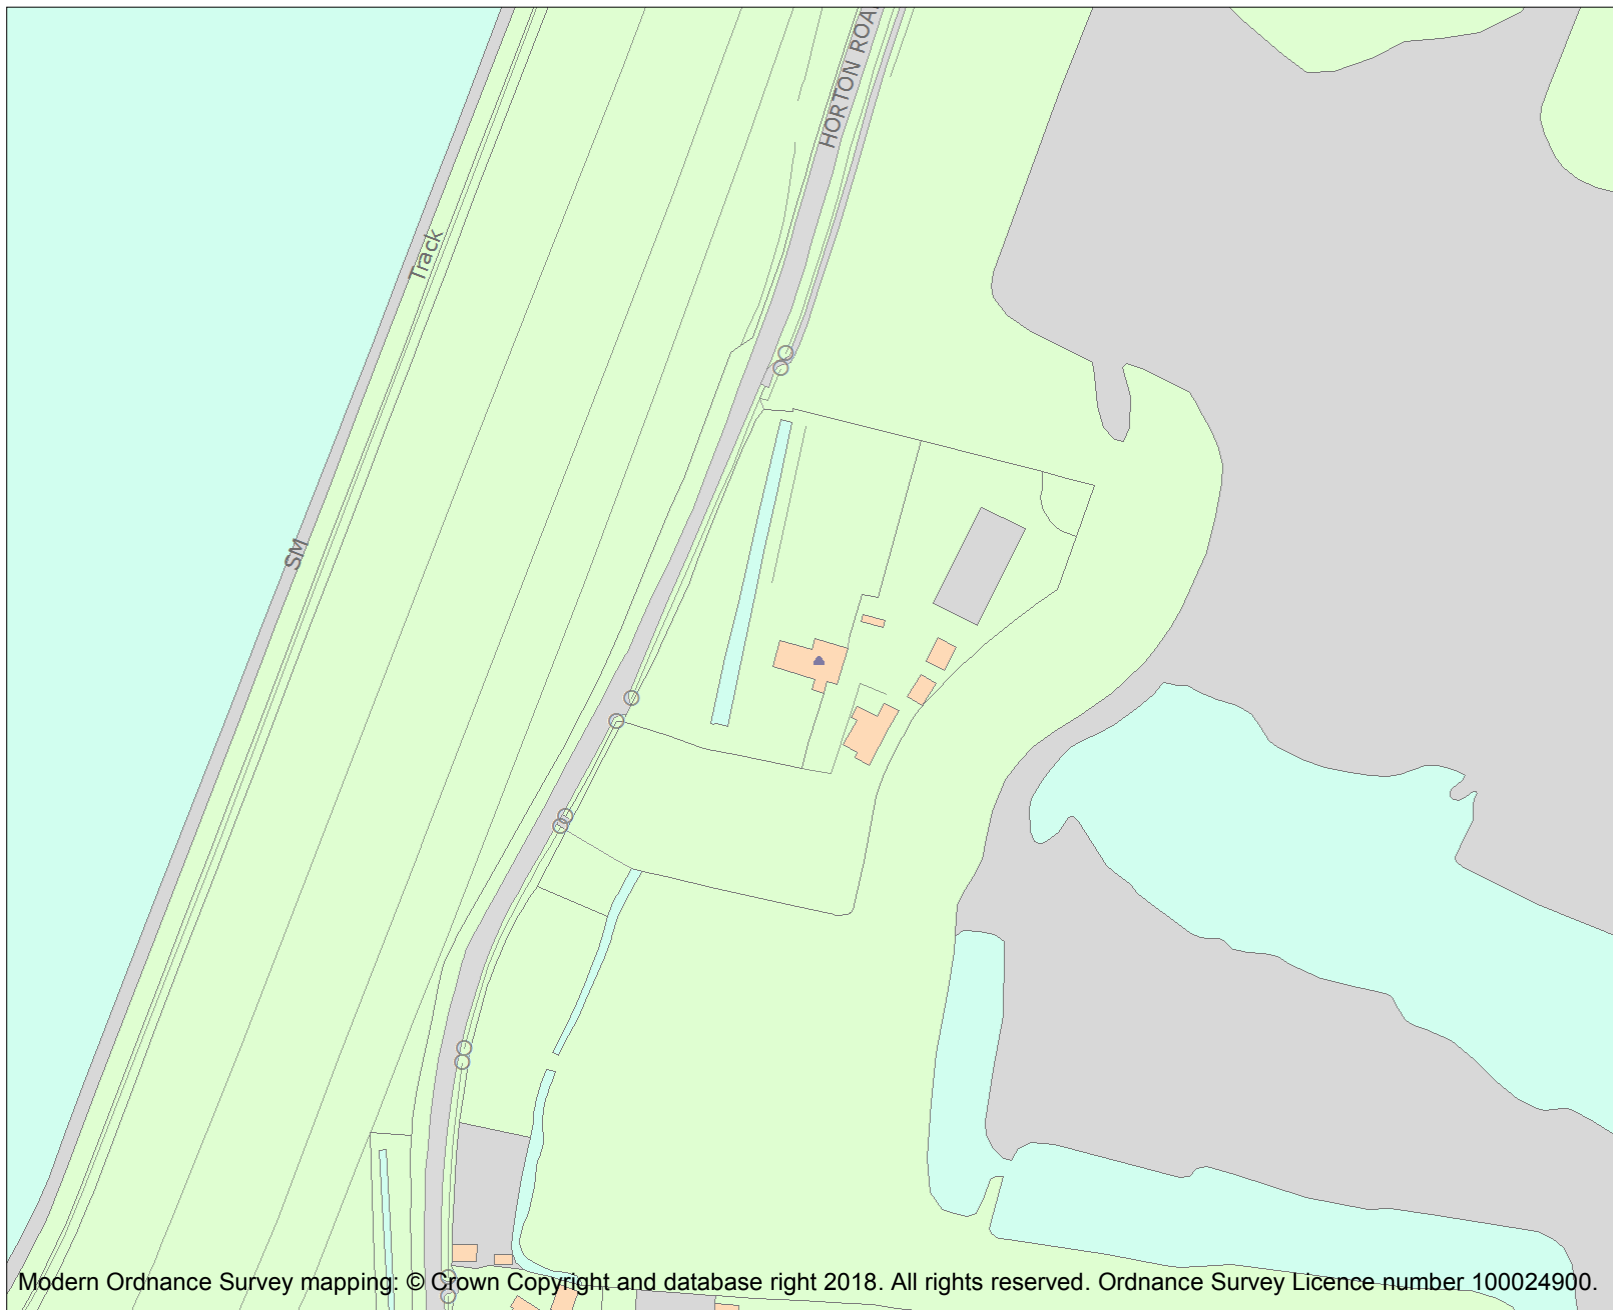 HORTON ROA
Track
SM
Modern Ordnance Survey mapping: © Crown Copyright and database right 2018. All rights reserved. Ordnance Survey Licence number 100024900.